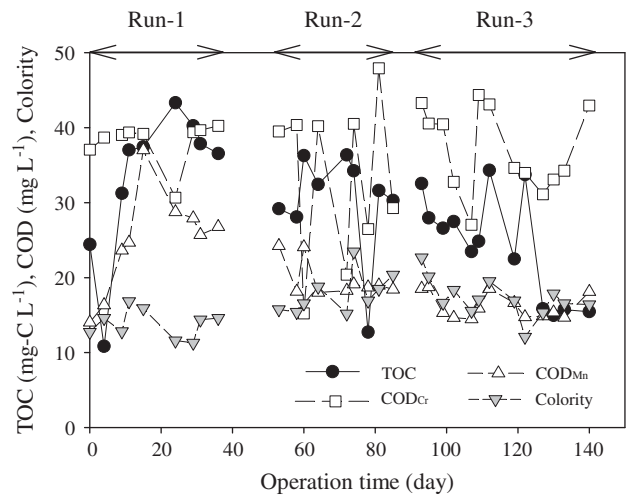 Run-1 Run-2 Run-3
50
40
30
20
10
0
TOC (mg-C L⁻¹), COD (mg L⁻¹), Colority
TOC CODMn
CODCr Colority
0 20 40 60 80 100 120 140
Operation time (day)